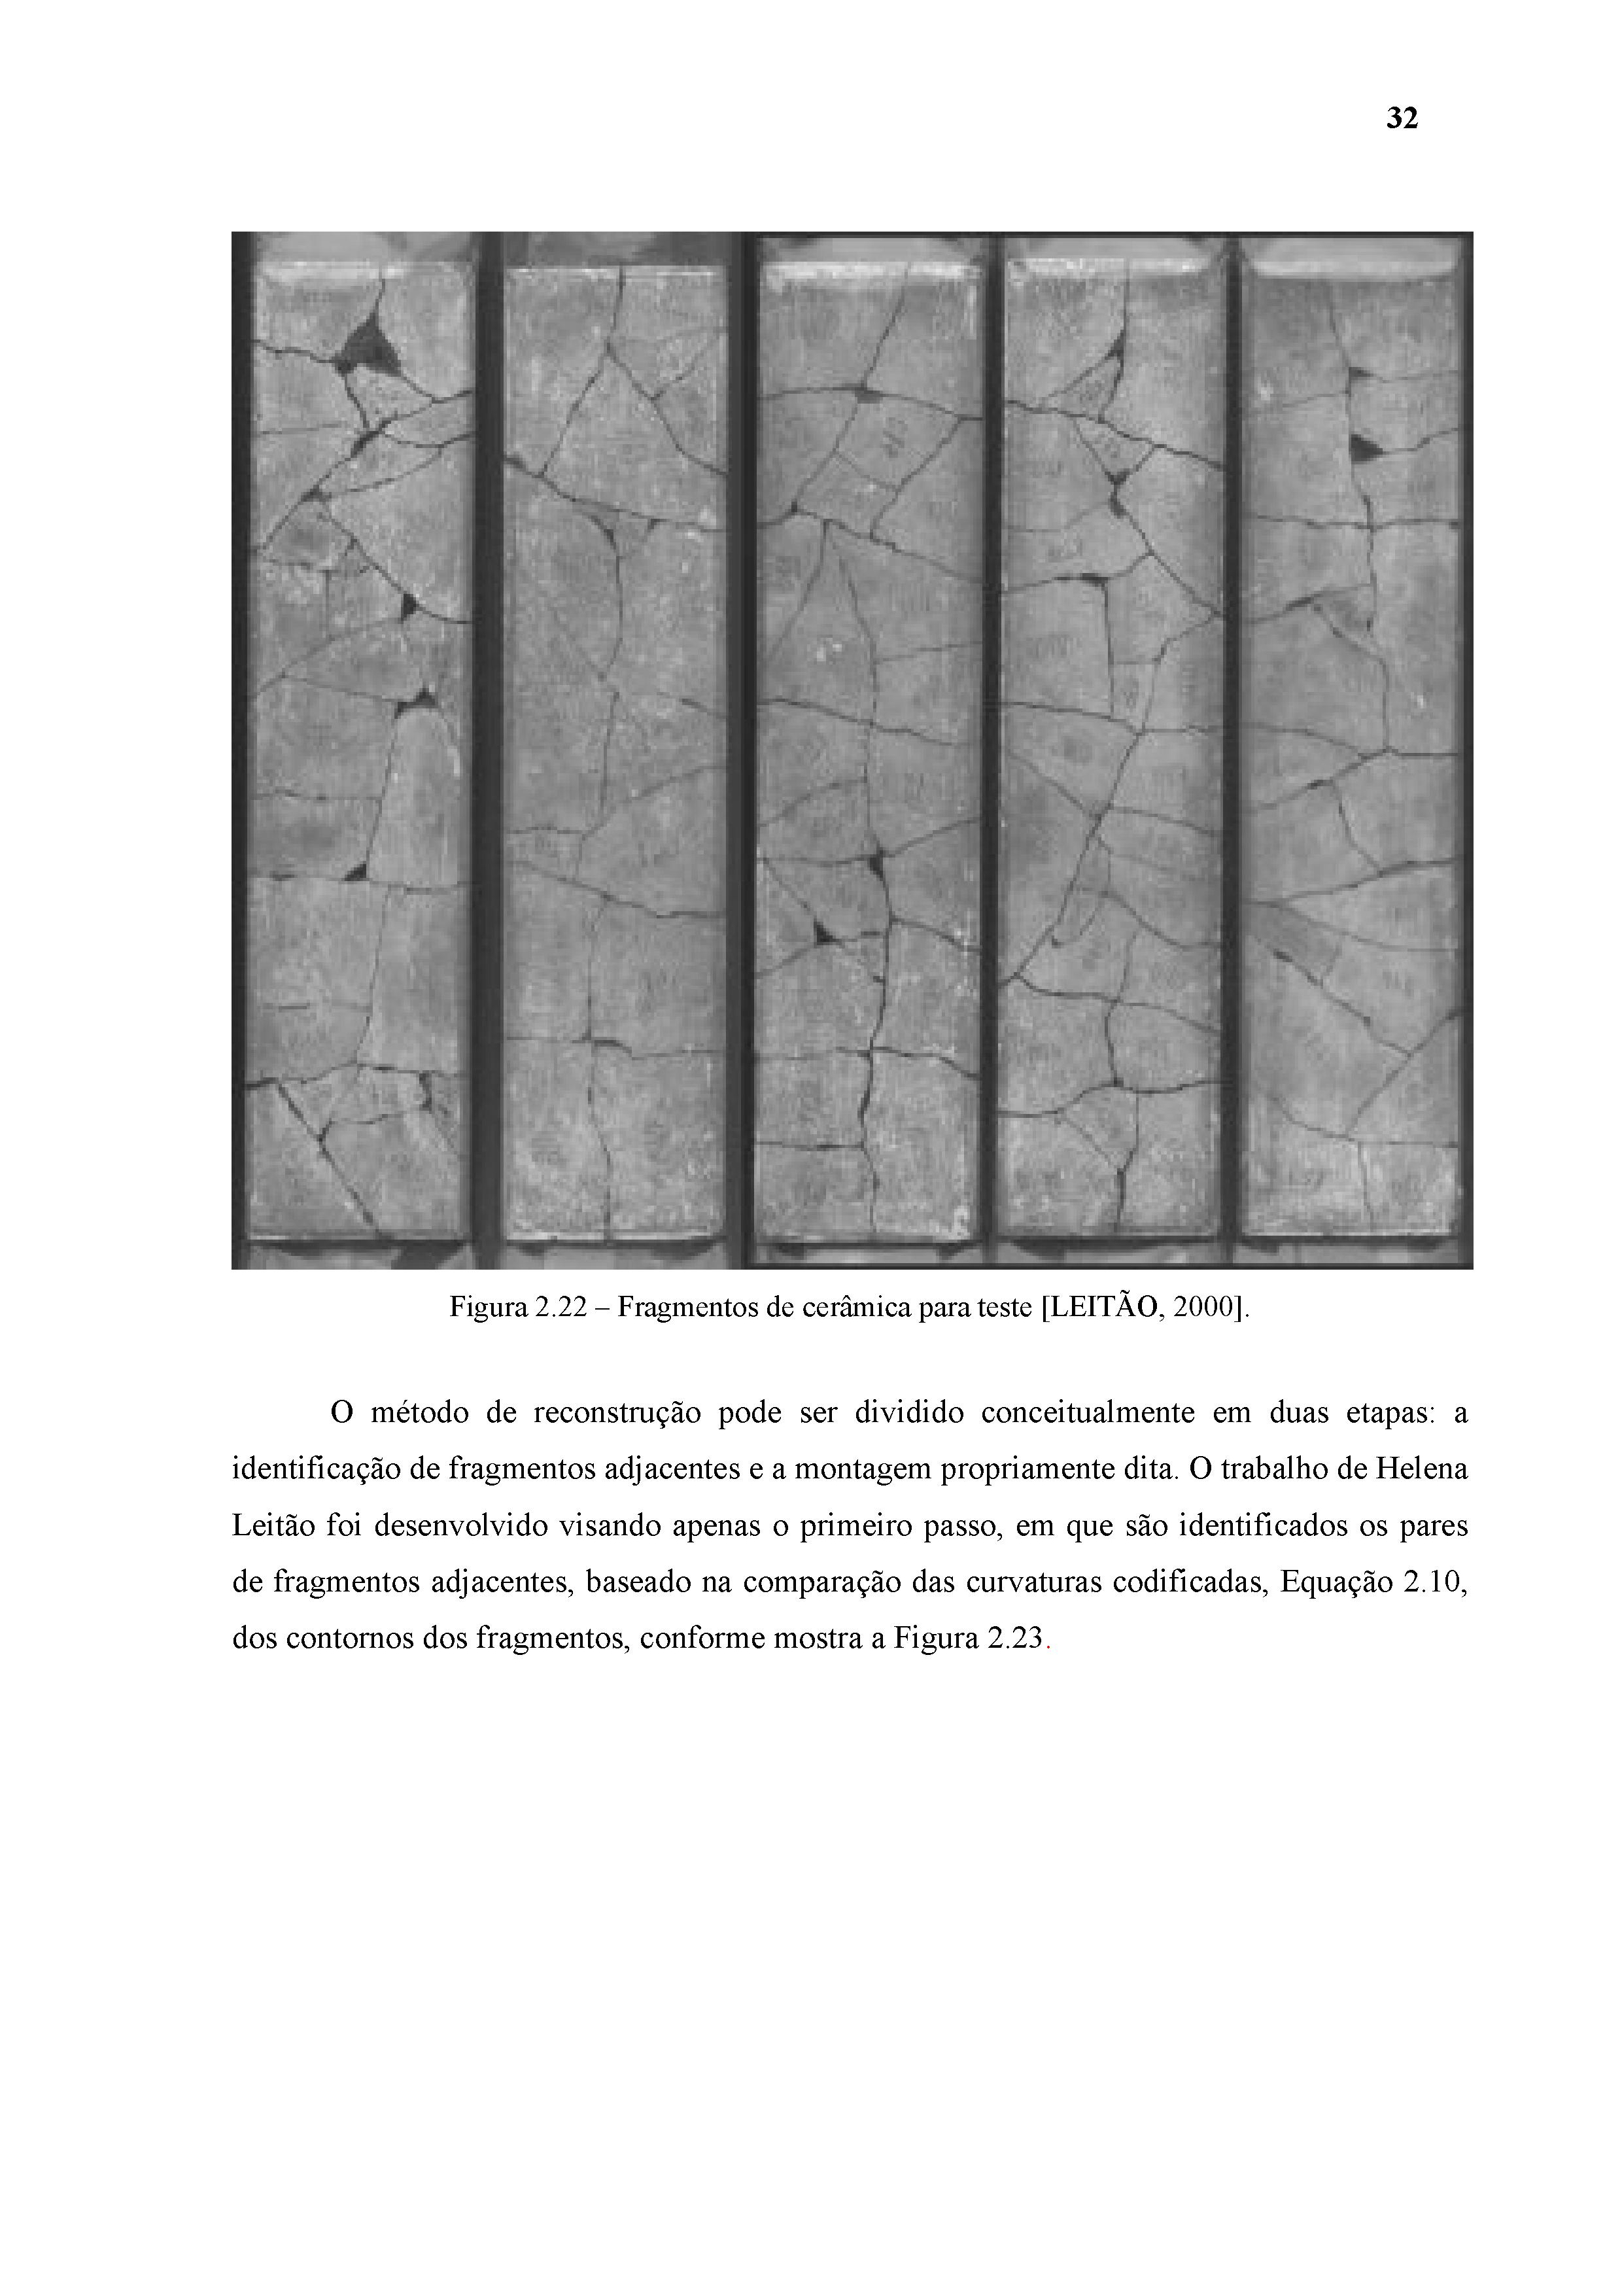 32
Figura 2.22 – Fragmentos de cerâmica para teste [LEITÃO, 2000].
O método de reconstrução pode ser dividido conceitualmente em duas etapas: a
identificação de fragmentos adjacentes e a montagem propriamente dita. O trabalho de Helena
Leitão foi desenvolvido visando apenas o primeiro passo, em que são identificados os pares
de fragmentos adjacentes, baseado na comparação das curvaturas codificadas, Equação 2.10,
dos contornos dos fragmentos, conforme mostra a Figura 2.23.